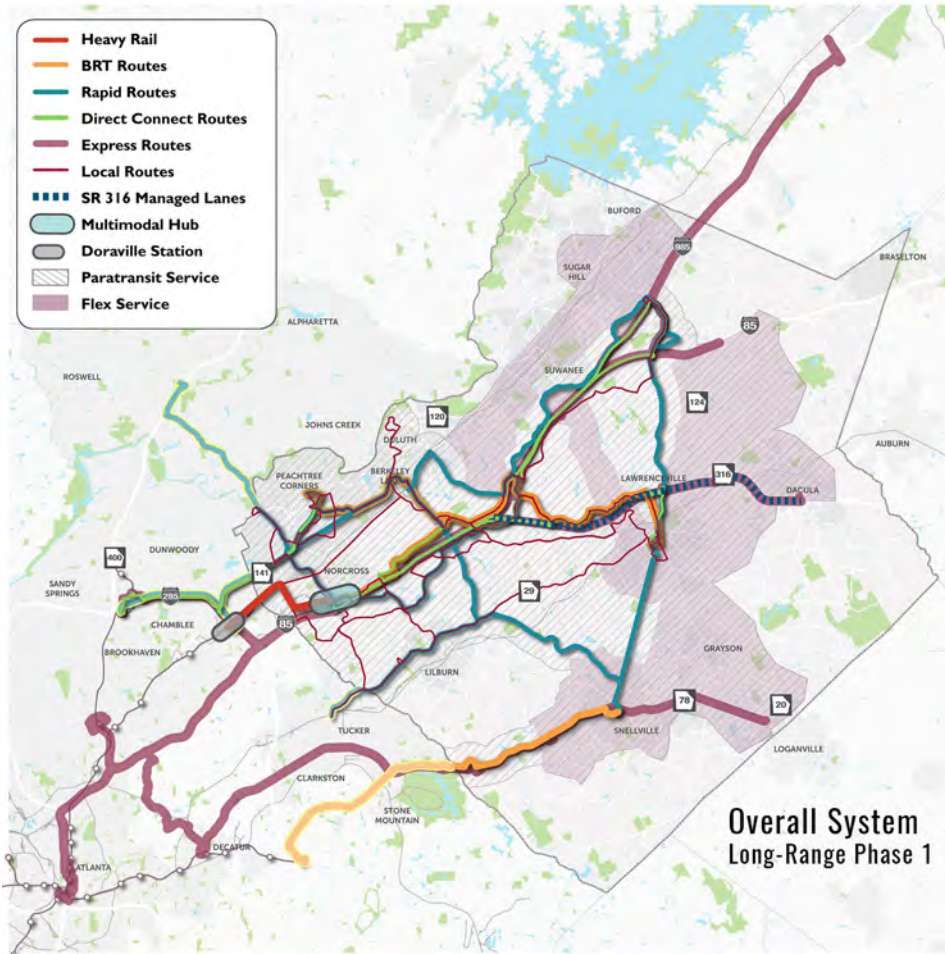 Heavy Rail
BRT Routes
Rapid Routes
Direct Connect Routes
Express Routes
Local Routes
SR 316 Managed Lanes
Multimodal Hub
Doraville Station
Paratransit Service
Flex Service
BUFORD
985
BRASELTON
SUGAR
HILL
ALPHARETTA
85
ROSWELL
SUWANEE
124
120
JOHNS CREEK
DULUTH
AUBURN
PEACHTREE
CORNERS
BERKELEY
LAKE
LAWRENCEVILLE
316
DACULA
DUNWOODY
400
141
NORCROSS
SANDY
SPRINGS
285
29
85
CHAMBLEE
BROOKHAVEN
GRAYSON
LILBURN
78
20
TUCKER
SNELLVILLE
LOGANVILLE
CLARKSTON
STONE
MOUNTAIN
Overall System
Long-Range Phase 1
DECATUR
ATLANTA